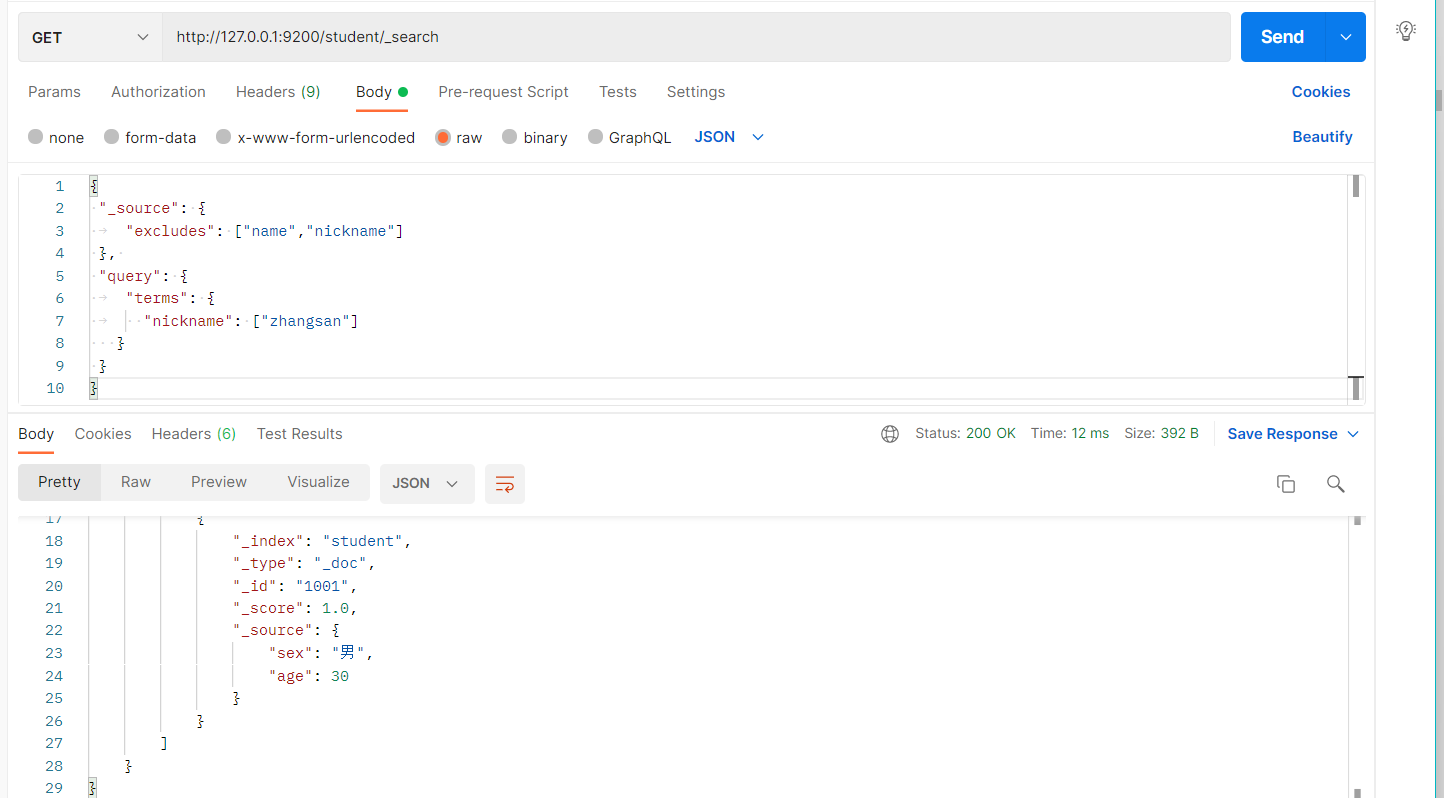 GET http://127.0.0.1:9200/student/_search Send
Params Authorization Headers (9) Body Pre-request Script Tests Settings Cookies
none form-data x-www-form-urlencoded raw binary GraphQL JSON Beautify
1 {
2 "_source": {
3 "excludes": ["name","nickname"]
4 },
5 "query": {
6 "terms": {
7 "nickname": ["zhangsan"]
8 }
9 }
10 }
Body Cookies Headers (6) Test Results Status: 200 OK Time: 12 ms Size: 392 B Save Response
Pretty Raw Preview Visualize JSON
17 {
18 "_index": "student",
19 "_type": "_doc",
20 "_id": "1001",
21 "_score": 1.0,
22 "_source": {
23 "sex": "男",
24 "age": 30
25 }
26 }
27 ]
28 }
29 }